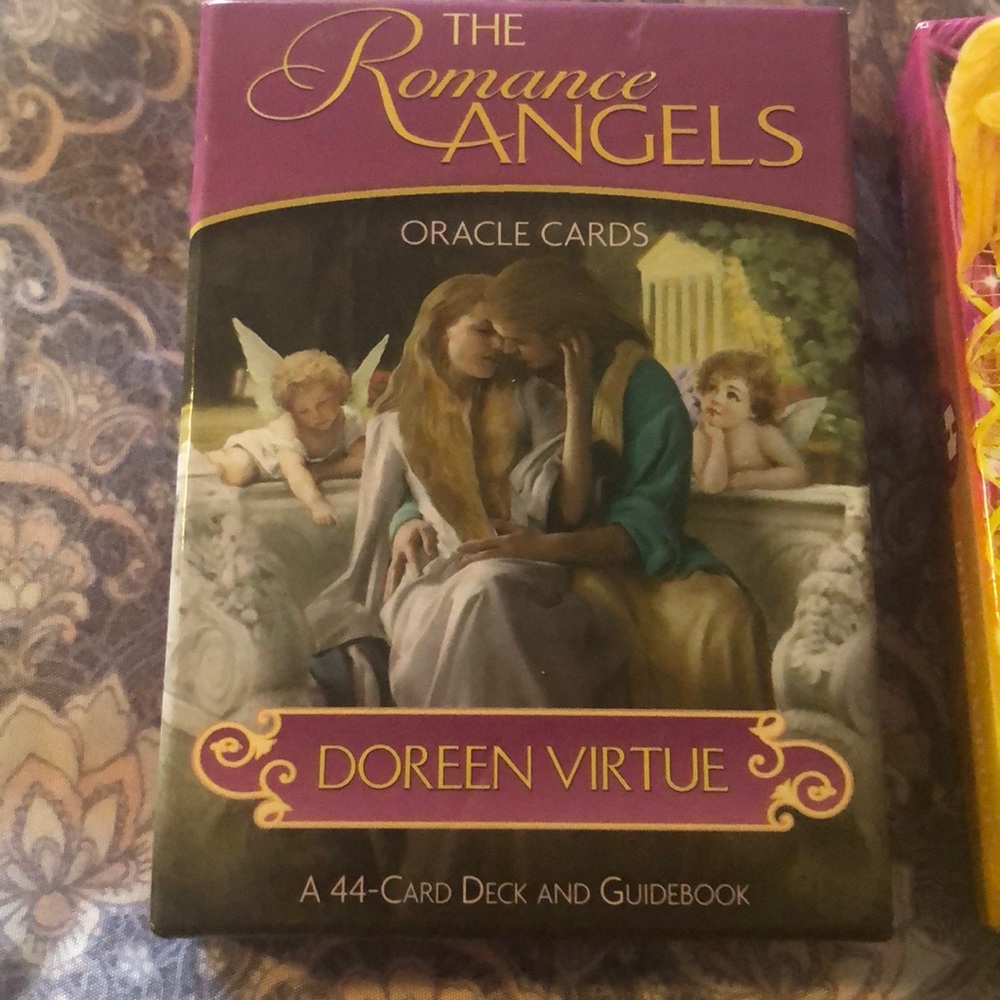 THE
Romance
ANGELS
ORACLE CARDS
DOREEN VIRTUE
A 44-CARD DECK AND GUIDEBOOK